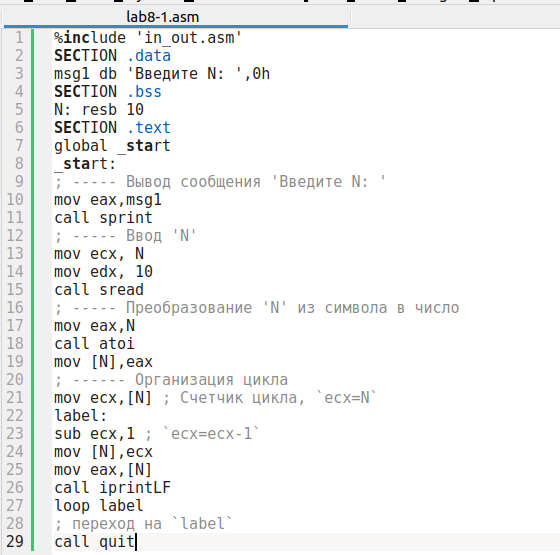 lab8-1.asm
1 %include 'in_out.asm'
2 SECTION .data
3 msg1 db 'Введите N: ',0h
4 SECTION .bss
5 N: resb 10
6 SECTION .text
7 global _start
8 _start:
9 ; ----- Вывод сообщения 'Введите N: '
10 mov eax,msg1
11 call sprint
12 ; ----- Ввод 'N'
13 mov ecx, N
14 mov edx, 10
15 call sread
16 ; ----- Преобразование 'N' из символа в число
17 mov eax,N
18 call atoi
19 mov [N],eax
20 ; ------ Организация цикла
21 mov ecx,[N] ; Счетчик цикла, `ecx=N`
22 label:
23 sub ecx,1 ; `ecx=ecx-1`
24 mov [N],ecx
25 mov eax,[N]
26 call iprintLF
27 loop label
28 ; переход на `label`
29 call quit